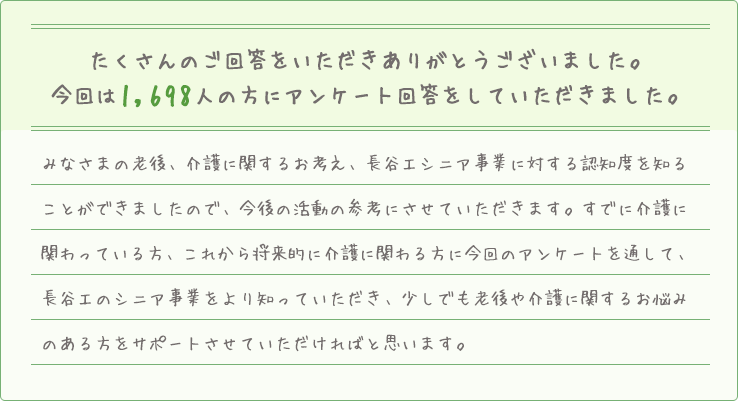 たくさんのご回答をいただきありがとうございました。
今回は1,698人の方にアンケート回答をしていただきました。
みなさまの老後、介護に関するお考え、長谷工シニア事業に対する認知度を知る
ことができましたので、今後の活動の参考にさせていただきます。すでに介護に
関わっている方、これから将来的に介護に関わる方に今回のアンケートを通して、
長谷工のシニア事業をより知っていただき、少しでも老後や介護に関するお悩み
のある方をサポートさせていただければと思います。